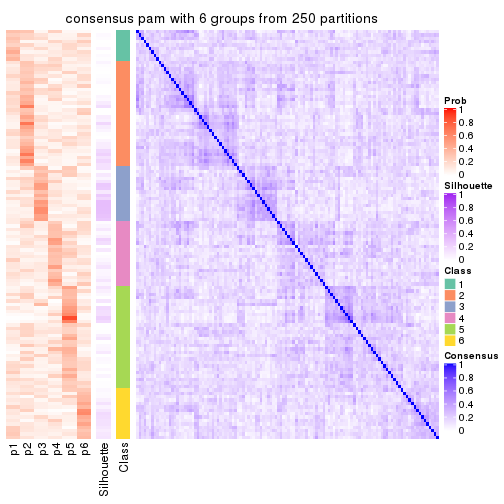 consensus pam with 6 groups from 250 partitions
Prob
1
0.8
0.6
0.4
0.2
0
Silhouette
1
0.8
0.6
0.4
0.2
0
Class
1
2
3
4
5
6
Consensus
1
0.8
0.6
0.4
0.2
0
p1
p2
p3
p4
p5
p6
Silhouette
Class